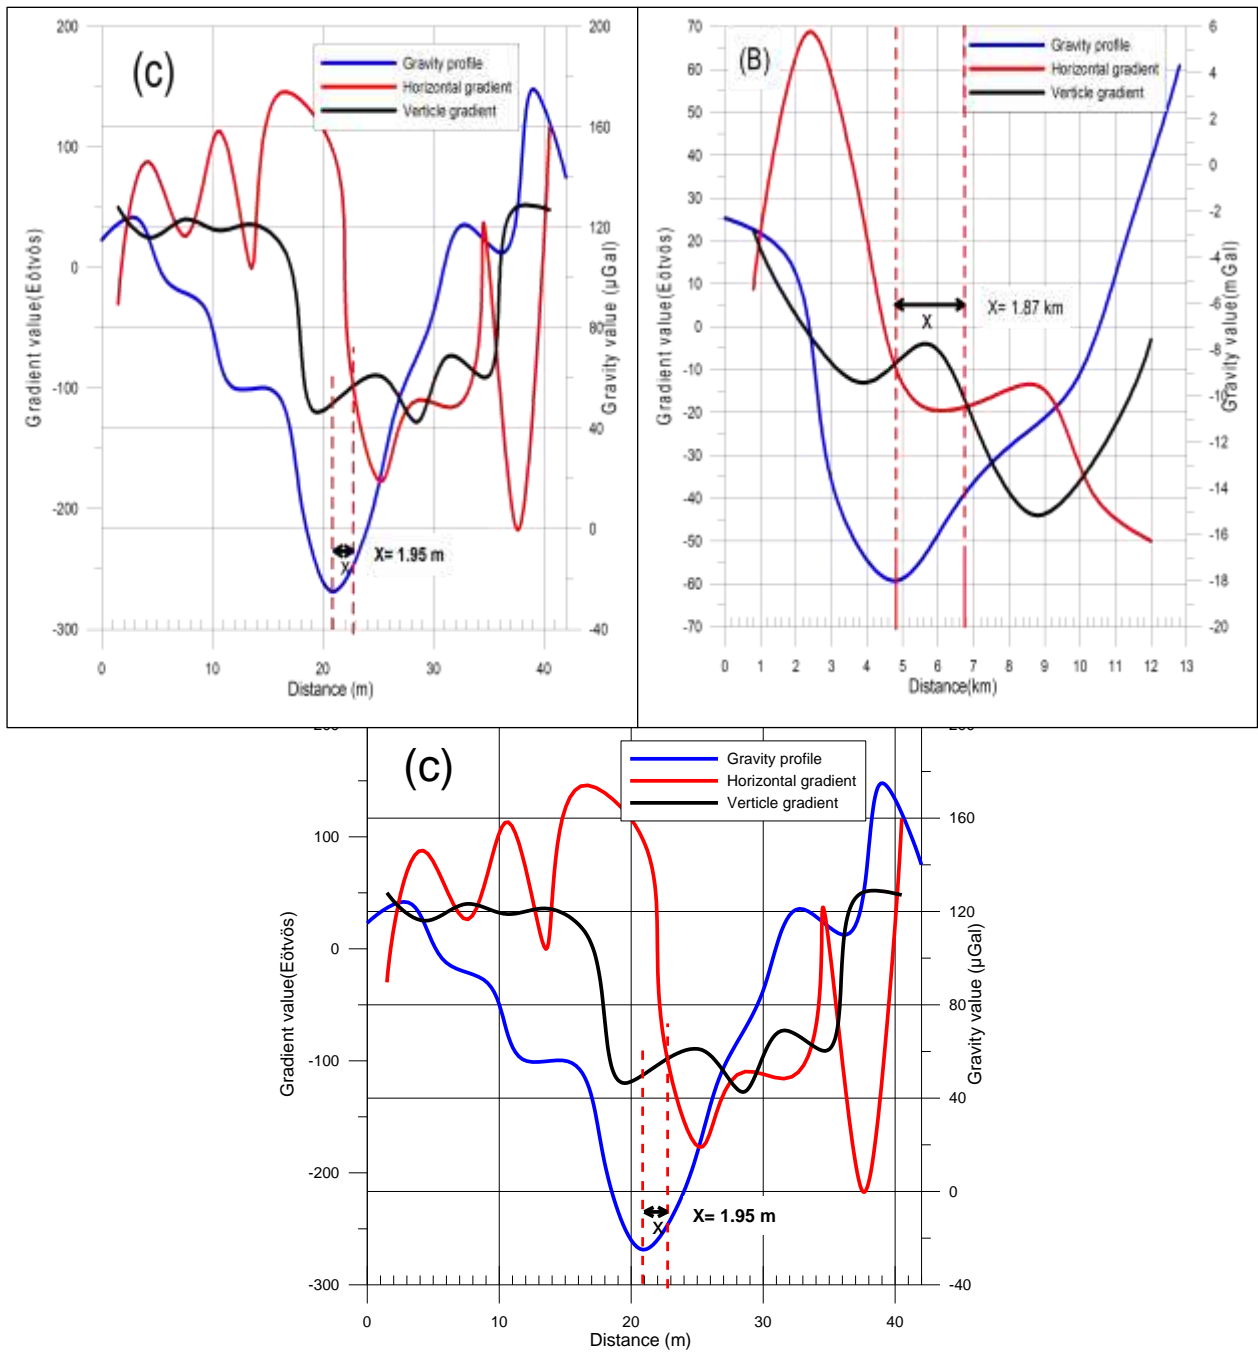 (c)
Gravity profile
Horizontal gradient
Verticle gradient
200
100
0
-100
-200
-300
Gradient value(Eötvös)
200
160
120
80
40
0
-40
Gravity value (µGal)
X
X= 1.95 m
0 10 20 30 40
Distance (m)
(B)
Gravity profile
Horizontal gradient
Verticle gradient
70
60
50
40
30
20
10
0
-10
-20
-30
-40
-50
-60
-70
Gradient value(Eötvös)
6
4
2
0
-2
-4
-6
-8
-10
-12
-14
-16
-18
-20
Gravity value(mGal)
X
X= 1.87 km
0 1 2 3 4 5 6 7 8 9 10 11 12 13
Distance(km)
(c)
Gravity profile
Horizontal gradient
Verticle gradient
200
100
0
-100
-200
-300
Gradient value(Eötvös)
200
160
120
80
40
0
-40
Gravity value (µGal)
X
X= 1.95 m
0 10 20 30 40
Distance (m)